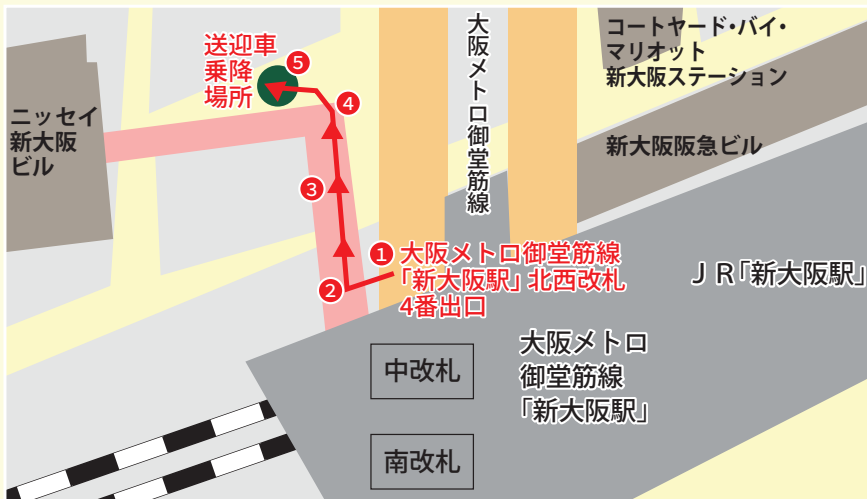 送迎車
乗降
場所
❺
❹
❸
❷
❶
大阪メトロ御堂筋線
「新大阪駅」北西改札
4番出口
ニッセイ
新大阪
ビル
大阪メトロ御堂筋線
コートヤード・バイ・
マリオット
新大阪ステーション
新大阪阪急ビル
ＪＲ「新大阪駅」
大阪メトロ
御堂筋線
「新大阪駅」
中改札
南改札